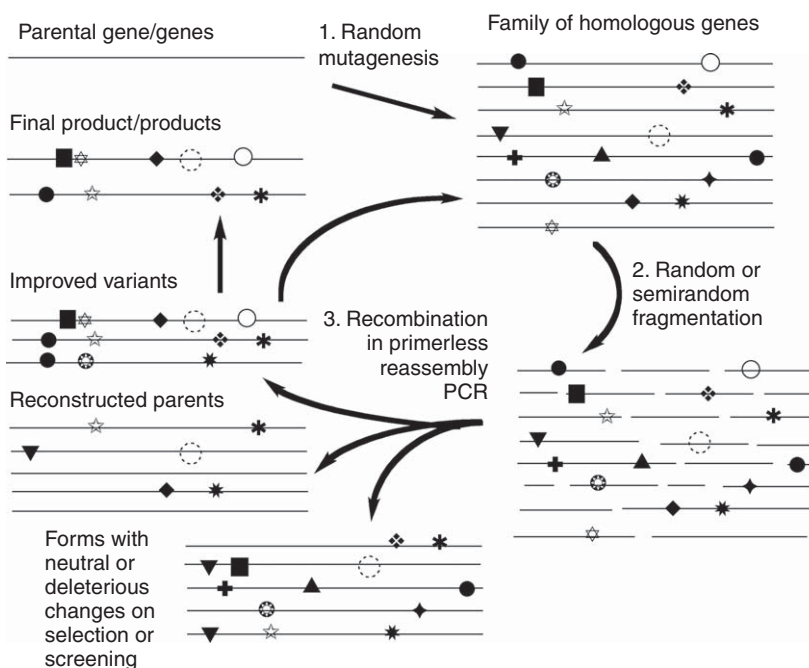 Parental gene/genes
1. Random
mutagenesis
Family of homologous genes
Final product/products
Improved variants
2. Random or
semirandom
fragmentation
3. Recombination
in primerless
reassembly
PCR
Reconstructed parents
Forms with
neutral or
deleterious
changes on
selection or
screening